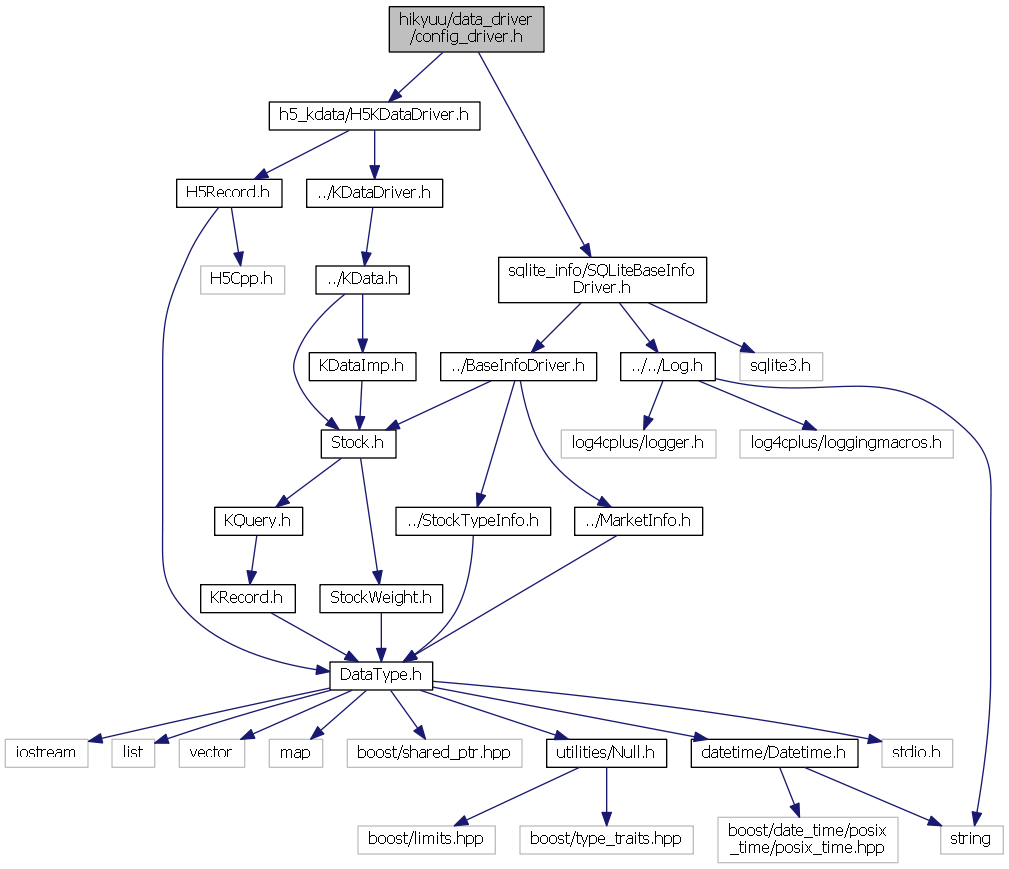 hikyuu/data_driver
/config_driver.h
h5_kdata/H5KDataDriver.h
H5Record.h
../KDataDriver.h
H5Cpp.h
../KData.h
sqlite_info/SQLiteBaseInfo
Driver.h
KDataImp.h
../BaseInfoDriver.h
../../Log.h
sqlite3.h
Stock.h
log4cplus/logger.h
log4cplus/loggingmacros.h
KQuery.h
../StockTypeInfo.h
../MarketInfo.h
KRecord.h
StockWeight.h
DataType.h
iostream
list
vector
map
boost/shared_ptr.hpp
utilities/Null.h
datetime/Datetime.h
stdio.h
boost/limits.hpp
boost/type_traits.hpp
boost/date_time/posix
_time/posix_time.hpp
string